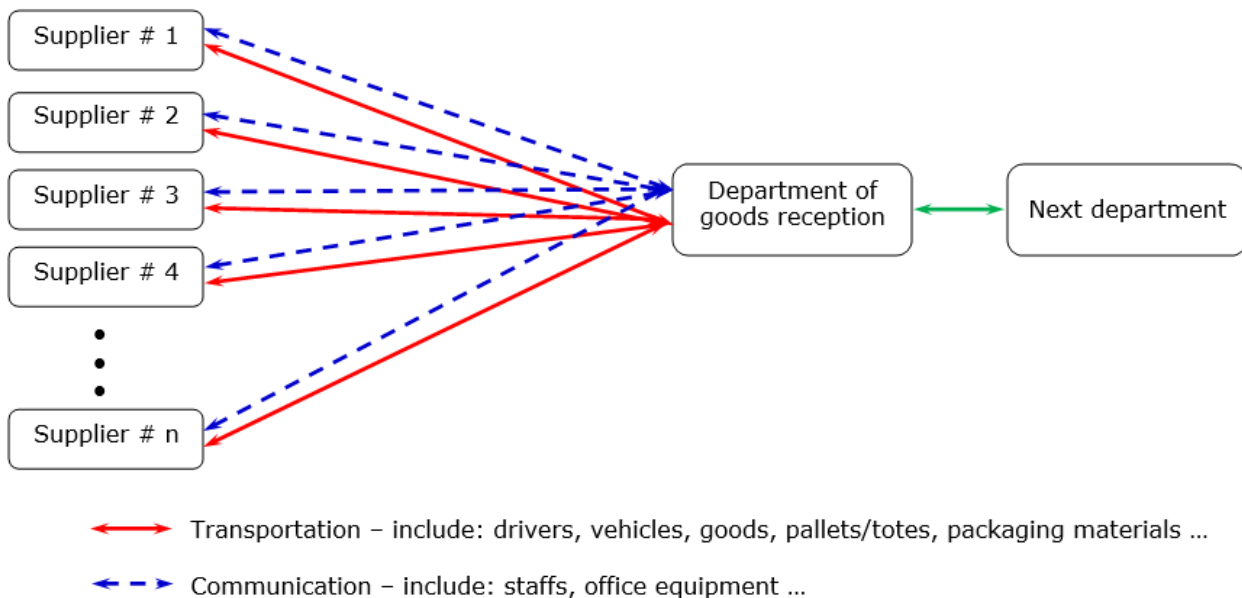 Supplier # 1
Supplier # 2
Supplier # 3
Supplier # 4
Supplier # n
Department of
goods reception
Next department
Transportation – include: drivers, vehicles, goods, pallets/totes, packaging materials ...
Communication – include: staffs, office equipment ...